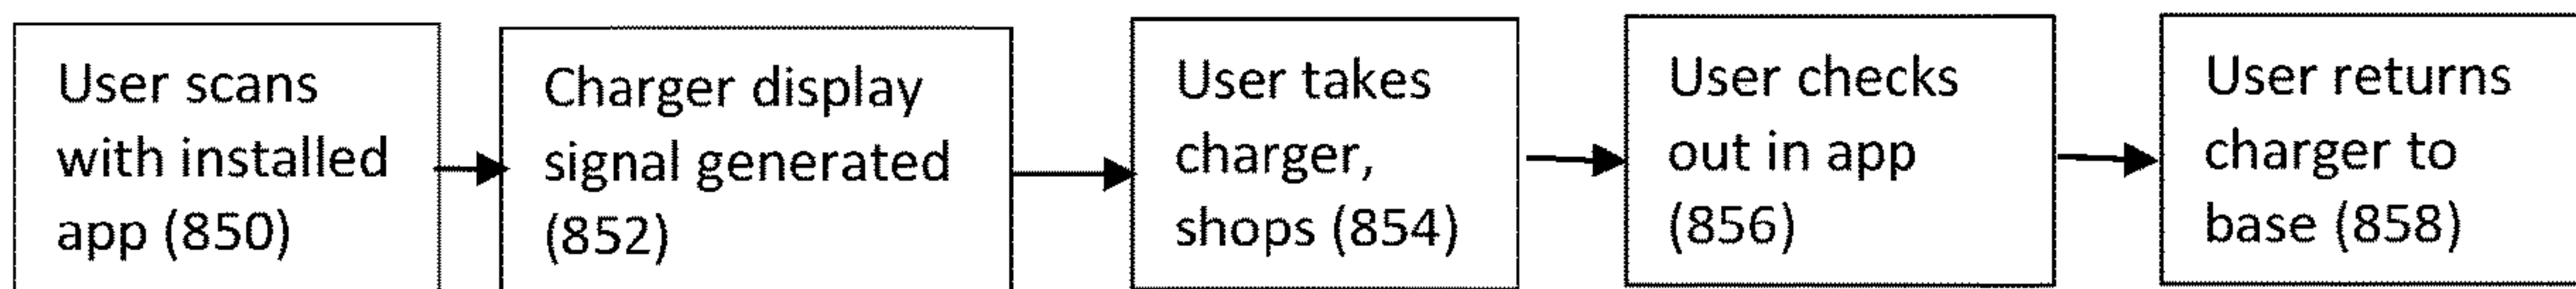 User scans
with installed
app (850)
Charger display
signal generated
(852)
User takes
charger,
shops (854)
User checks
out in app
(856)
User returns
charger to
base (858)